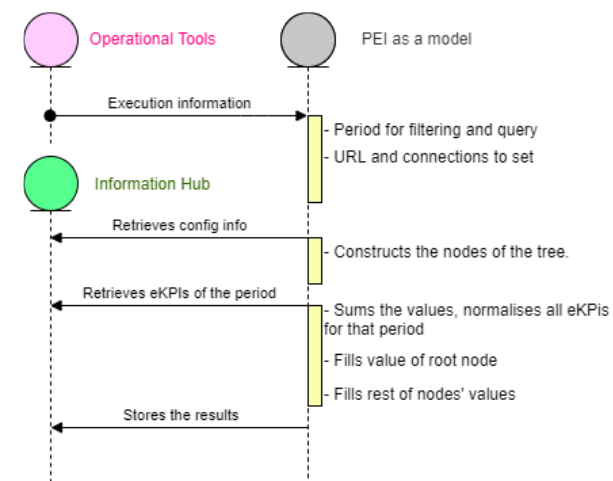 Operational Tools
PEI as a model
Execution information
- Period for filtering and query
- URL and connections to set
Information Hub
Retrieves config info
- Constructs the nodes of the tree.
Retrieves eKPIs of the period
- Sums the values, normalises all eKPis
for that period
- Fills value of root node
- Fills rest of nodes' values
Stores the results